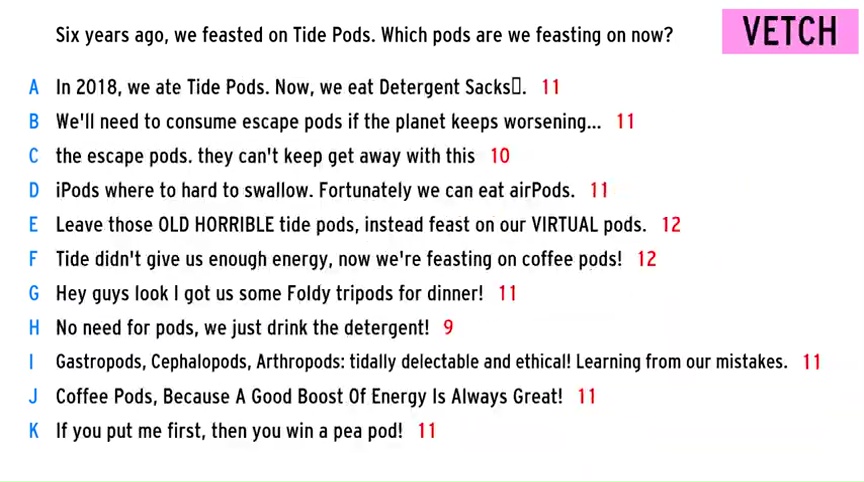 Six years ago, we feasted on Tide Pods. Which pods are we feasting on now?
VETCH
A In 2018, we ate Tide Pods. Now, we eat Detergent Sacks▯. 11
B We'll need to consume escape pods if the planet keeps worsening... 11
C the escape pods. they can't keep get away with this 10
D iPods where to hard to swallow. Fortunately we can eat airPods. 11
E Leave those OLD HORRIBLE tide pods, instead feast on our VIRTUAL pods. 12
F Tide didn't give us enough energy, now we're feasting on coffee pods! 12
G Hey guys look I got us some Foldy tripods for dinner! 11
H No need for pods, we just drink the detergent! 9
I Gastropods, Cephalopods, Arthropods: tidally delectable and ethical! Learning from our mistakes. 11
J Coffee Pods, Because A Good Boost Of Energy Is Always Great! 11
K If you put me first, then you win a pea pod! 11